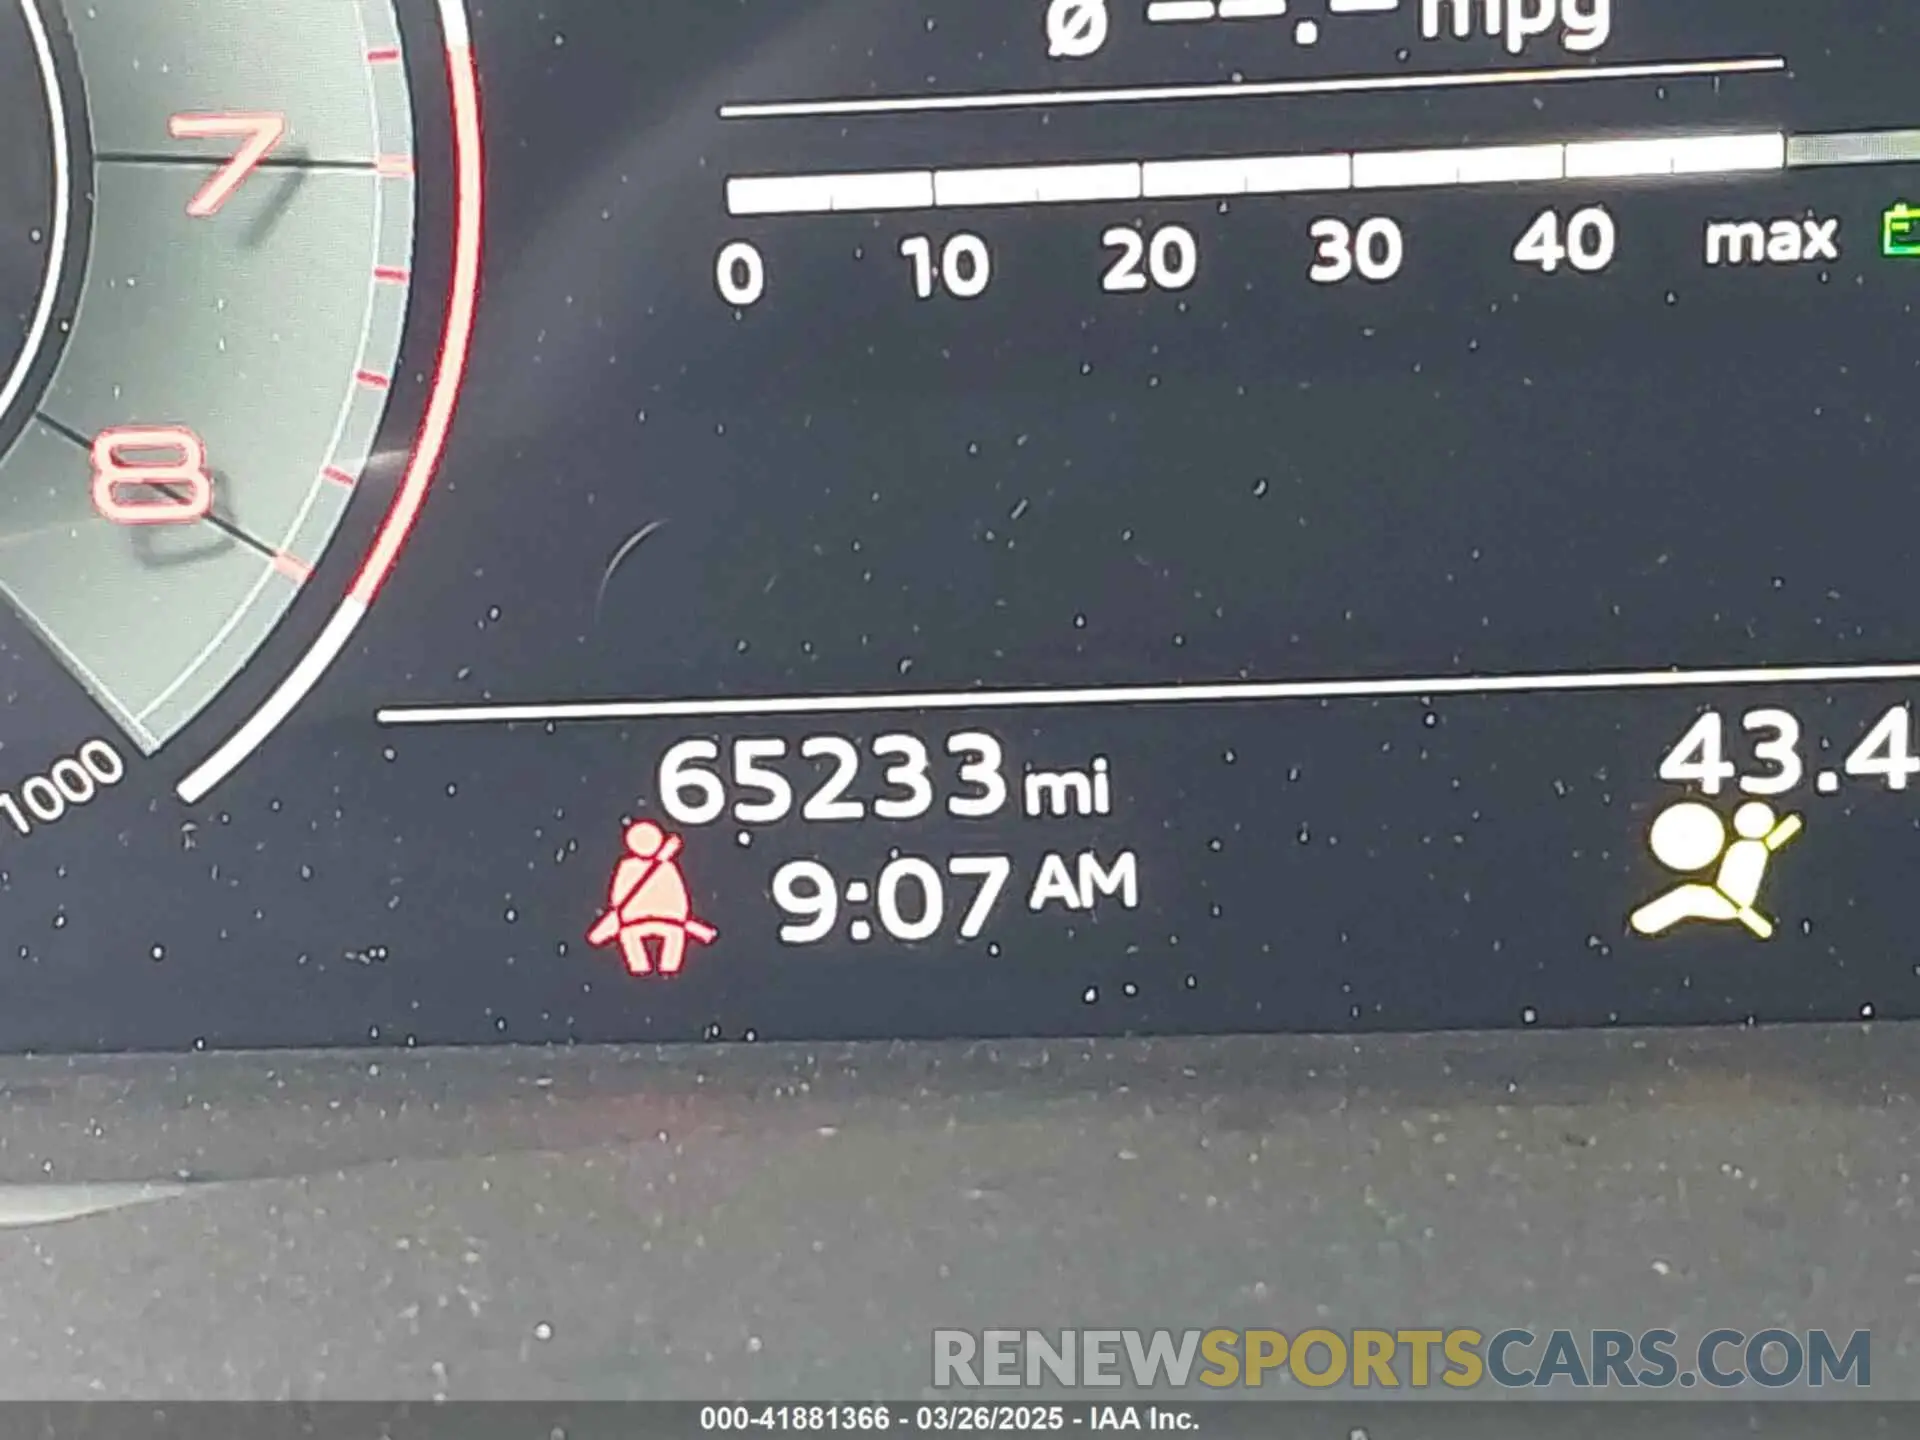 Ø --.- mpg
7
0 10 20 30 40 max
8
1000
65233 mi
43.4
9:07 AM
RENEWSPORTSCARS.COM
000-41881366 - 03/26/2025 - IAA Inc.